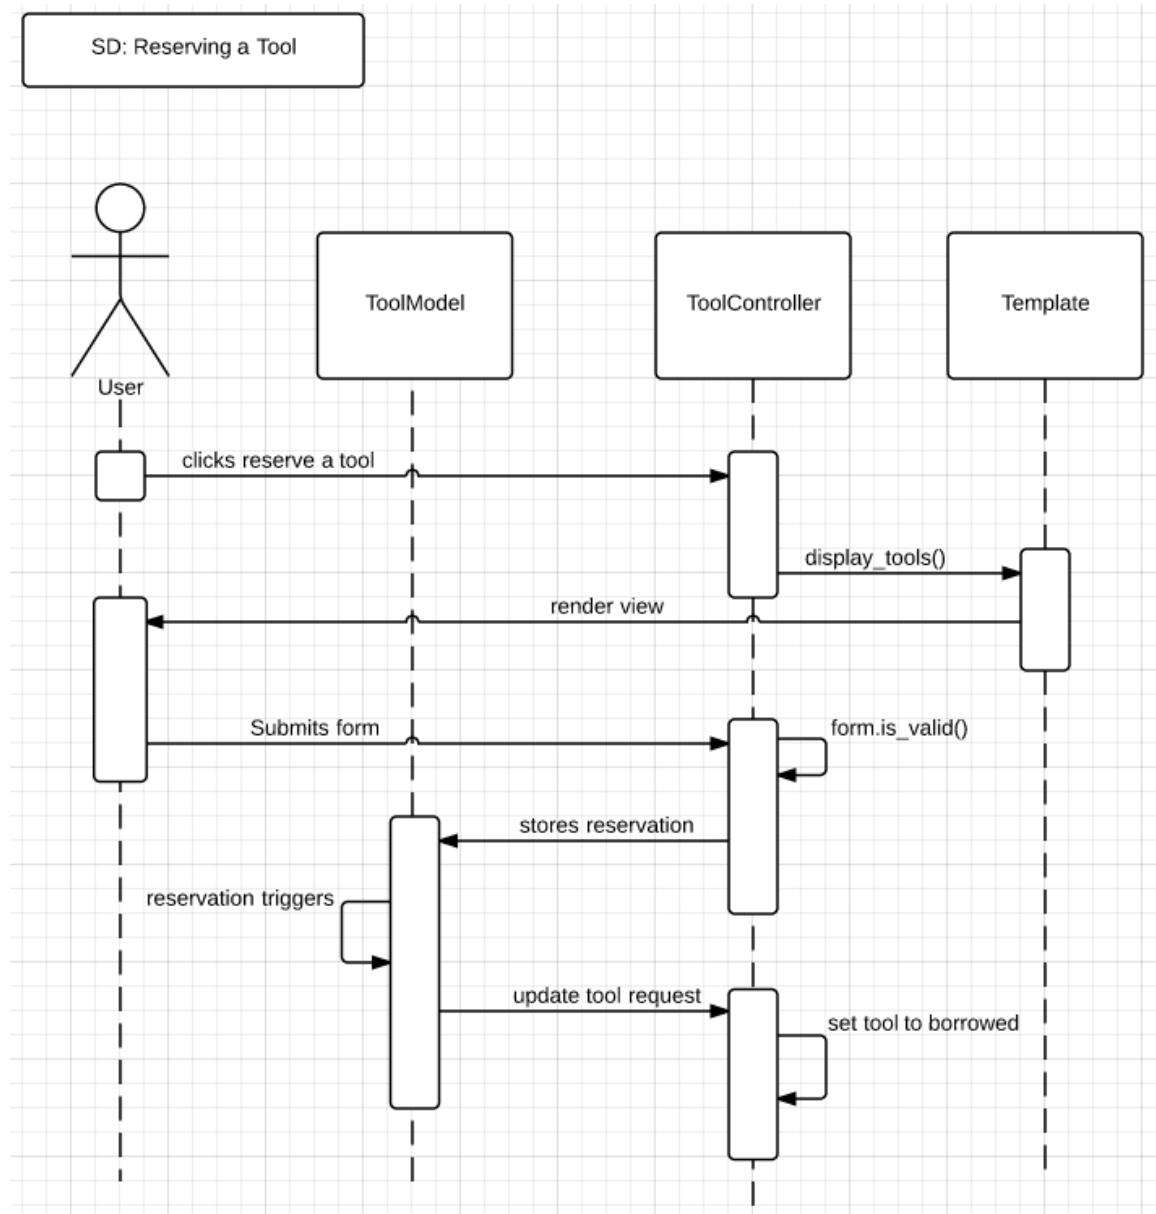 SD: Reserving a Tool
ToolModel
ToolController
Template
User
clicks reserve a tool
display_tools()
render view
Submits form
form.is_valid()
stores reservation
reservation triggers
update tool request
set tool to borrowed